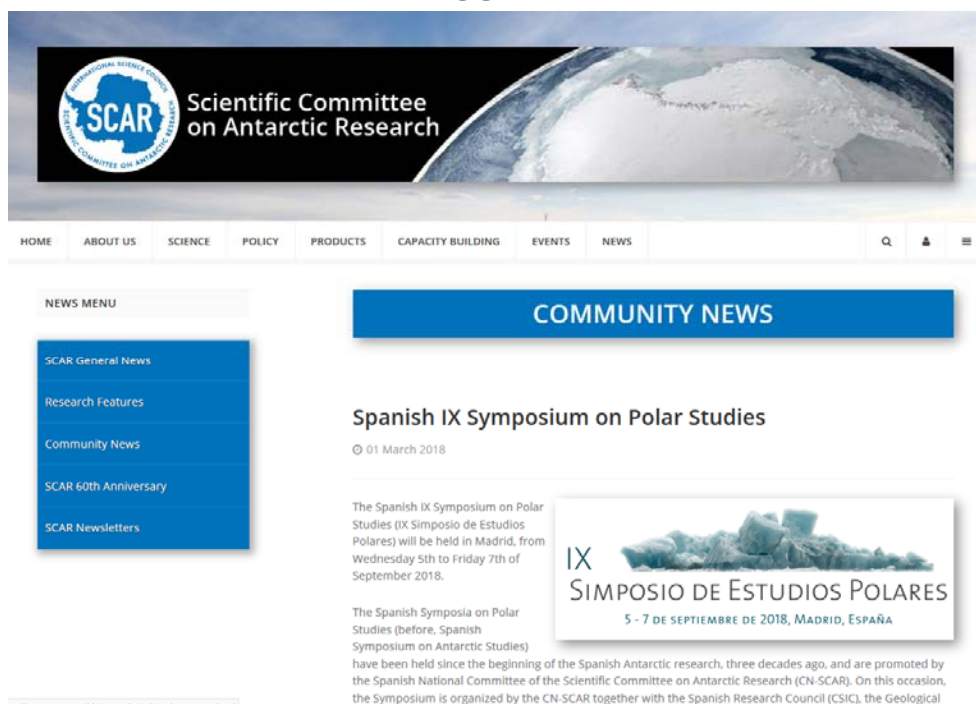 INTERNATIONAL SCIENCE COUNCIL
SCAR
SCIENTIFIC COMMITTEE ON ANTARCTIC RESEARCH
Scientific Committee
on Antarctic Research
HOME ABOUT US SCIENCE POLICY PRODUCTS CAPACITY BUILDING EVENTS NEWS
NEWS MENU
SCAR General News
Research Features
Community News
SCAR 60th Anniversary
SCAR Newsletters
COMMUNITY NEWS
Spanish IX Symposium on Polar Studies
01 March 2018
The Spanish IX Symposium on Polar
Studies (IX Simposio de Estudios
Polares) will be held in Madrid, from
Wednesday 5th to Friday 7th of
September 2018.
IX
SIMPOSIO DE ESTUDIOS POLARES
5 - 7 DE SEPTIEMBRE DE 2018, MADRID, ESPAÑA
The Spanish Symposia on Polar
Studies (before, Spanish
Symposium on Antarctic Studies)
have been held since the beginning of the Spanish Antarctic research, three decades ago, and are promoted by
the Spanish National Committee of the Scientific Committee on Antarctic Research (CN-SCAR). On this occasion,
the Symposium is organized by the CN-SCAR together with the Spanish Research Council (CSIC), the Geological